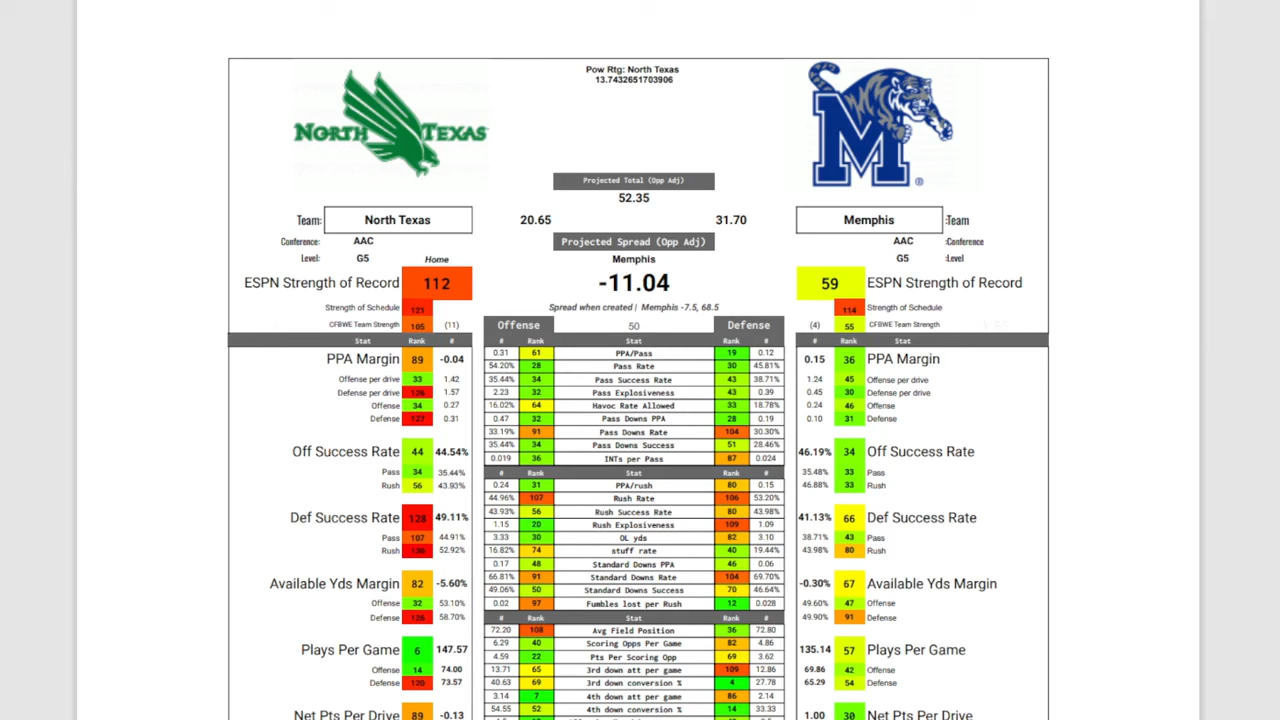 Pow Rtg: North Texas
13.7432651703906
NORTH TEXAS
M
®
Projected Total (Opp Adj)
52.35
Team: North Texas 20.65 31.70 Memphis :Team
Conference: AAC Projected Spread (Opp Adj) AAC :Conference
Level: G5 Home Memphis G5 :Level
ESPN Strength of Record 112 -11.04 59 ESPN Strength of Record
Strength of Schedule 121 Spread when created | Memphis -7.5, 68.5 114 Strength of Schedule
CFBWE Team Strength 105 (11) Offense 50 Defense (4) 55 CFBWE Team Strength
Stat Rank # # Rank Stat Rank # # Rank Stat
PPA Margin 89 -0.04 0.15 36 PPA Margin
Offense per drive 33 1.42 1.24 45 Offense per drive
Defense per drive 1.57 0.45 30 Defense per drive
Offense 34 0.27 0.24 46 Offense
Defense 0.31 0.10 31 Defense
0.31 61 PPA/Pass 19 0.12
54.20% 28 Pass Rate 30 45.81%
35.44% 34 Pass Success Rate 43 38.71%
2.23 32 Pass Explosiveness 43 0.39
16.02% 64 Havoc Rate Allowed 33 18.78%
0.47 32 Pass Downs PPA 28 0.19
33.19% 91 Pass Downs Rate 104 30.30%
35.44% 34 Pass Downs Success 51 28.46%
0.019 36 INTs per Pass 87 0.024
Off Success Rate 44 44.54% 46.19% 34 Off Success Rate
Pass 34 35.44% 35.48% 33 Pass
Rush 56 43.93% 46.88% 33 Rush
# Rank Stat Rank #
0.24 31 PPA/rush 80 0.15
44.96% 107 Rush Rate 106 53.20%
43.93% 56 Rush Success Rate 80 43.98%
1.15 20 Rush Explosiveness 109 1.09
3.33 30 OL yds 82 3.10
16.82% 74 stuff rate 40 19.44%
0.17 48 Standard Downs PPA 46 0.06
66.81% 91 Standard Downs Rate 104 69.70%
49.06% 50 Standard Downs Success 70 46.64%
0.02 97 Fumbles lost per Rush 12 0.028
Def Success Rate 128 49.11% 41.13% 66 Def Success Rate
Pass 107 44.91% 38.71% 43 Pass
Rush 52.92% 43.98% 80 Rush
Available Yds Margin 82 -5.60% -0.30% 67 Available Yds Margin
Offense 32 53.10% 49.60% 47 Offense
Defense 58.70% 49.90% 91 Defense
# Rank Stat Rank #
72.20 108 Avg Field Position 36 72.80
6.29 40 Scoring Opps Per Game 82 4.86
4.59 22 Pts Per Scoring Opp 69 3.62
13.71 65 3rd down att per game 109 12.86
40.63 69 3rd down conversion % 4 27.78
3.14 7 4th down att per game 86 2.14
54.55 52 4th down conversion % 14 33.33
Plays Per Game 6 147.57 135.14 57 Plays Per Game
Offense 14 74.00 69.86 42 Offense
Defense 120 73.57 65.29 54 Defense
Net Pts Per Drive 89 -0.13 1.00 30 Net Pts Per Drive